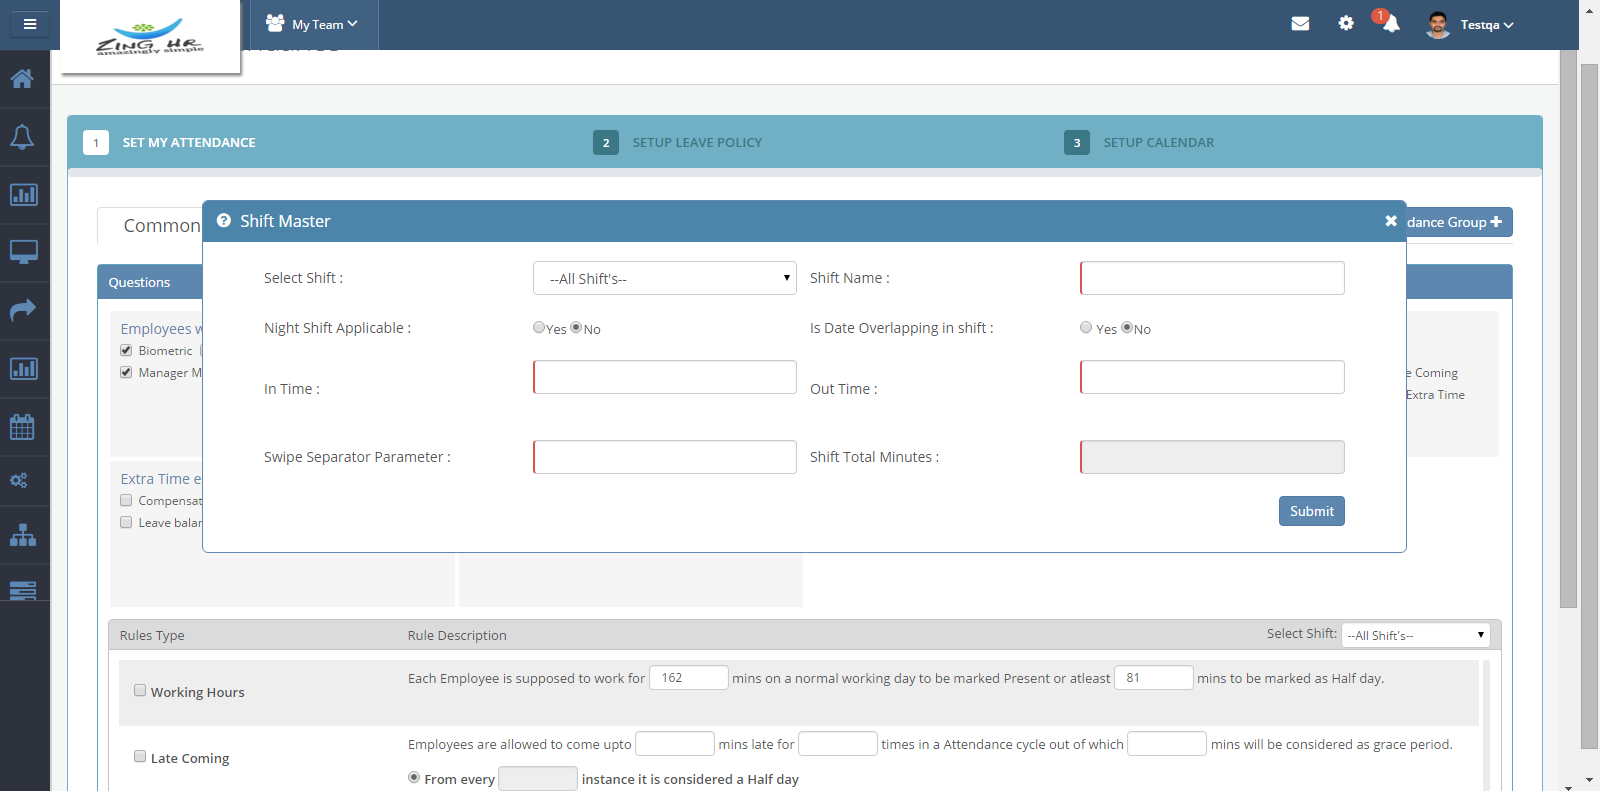 ZING HR
amazingly simple
My Team
1
Testqa
1 SET MY ATTENDANCE
2 SETUP LEAVE POLICY
3 SETUP CALENDAR
Common
dance Group
Shift Master
Select Shift :
--All Shift's--
Shift Name :
Night Shift Applicable :
Yes No
Is Date Overlapping in shift :
Yes No
In Time :
Out Time :
Swipe Separator Parameter :
Shift Total Minutes :
Submit
Questions
Employees w
Biometric
Manager M
e Coming
Extra Time
Extra Time e
Compensat
Leave balar
Rules Type
Rule Description
Select Shift: --All Shift's--
Working Hours
Each Employee is supposed to work for 162 mins on a normal working day to be marked Present or atleast 81 mins to be marked as Half day.
Late Coming
Employees are allowed to come upto mins late for times in a Attendance cycle out of which mins will be considered as grace period.
From every instance it is considered a Half day